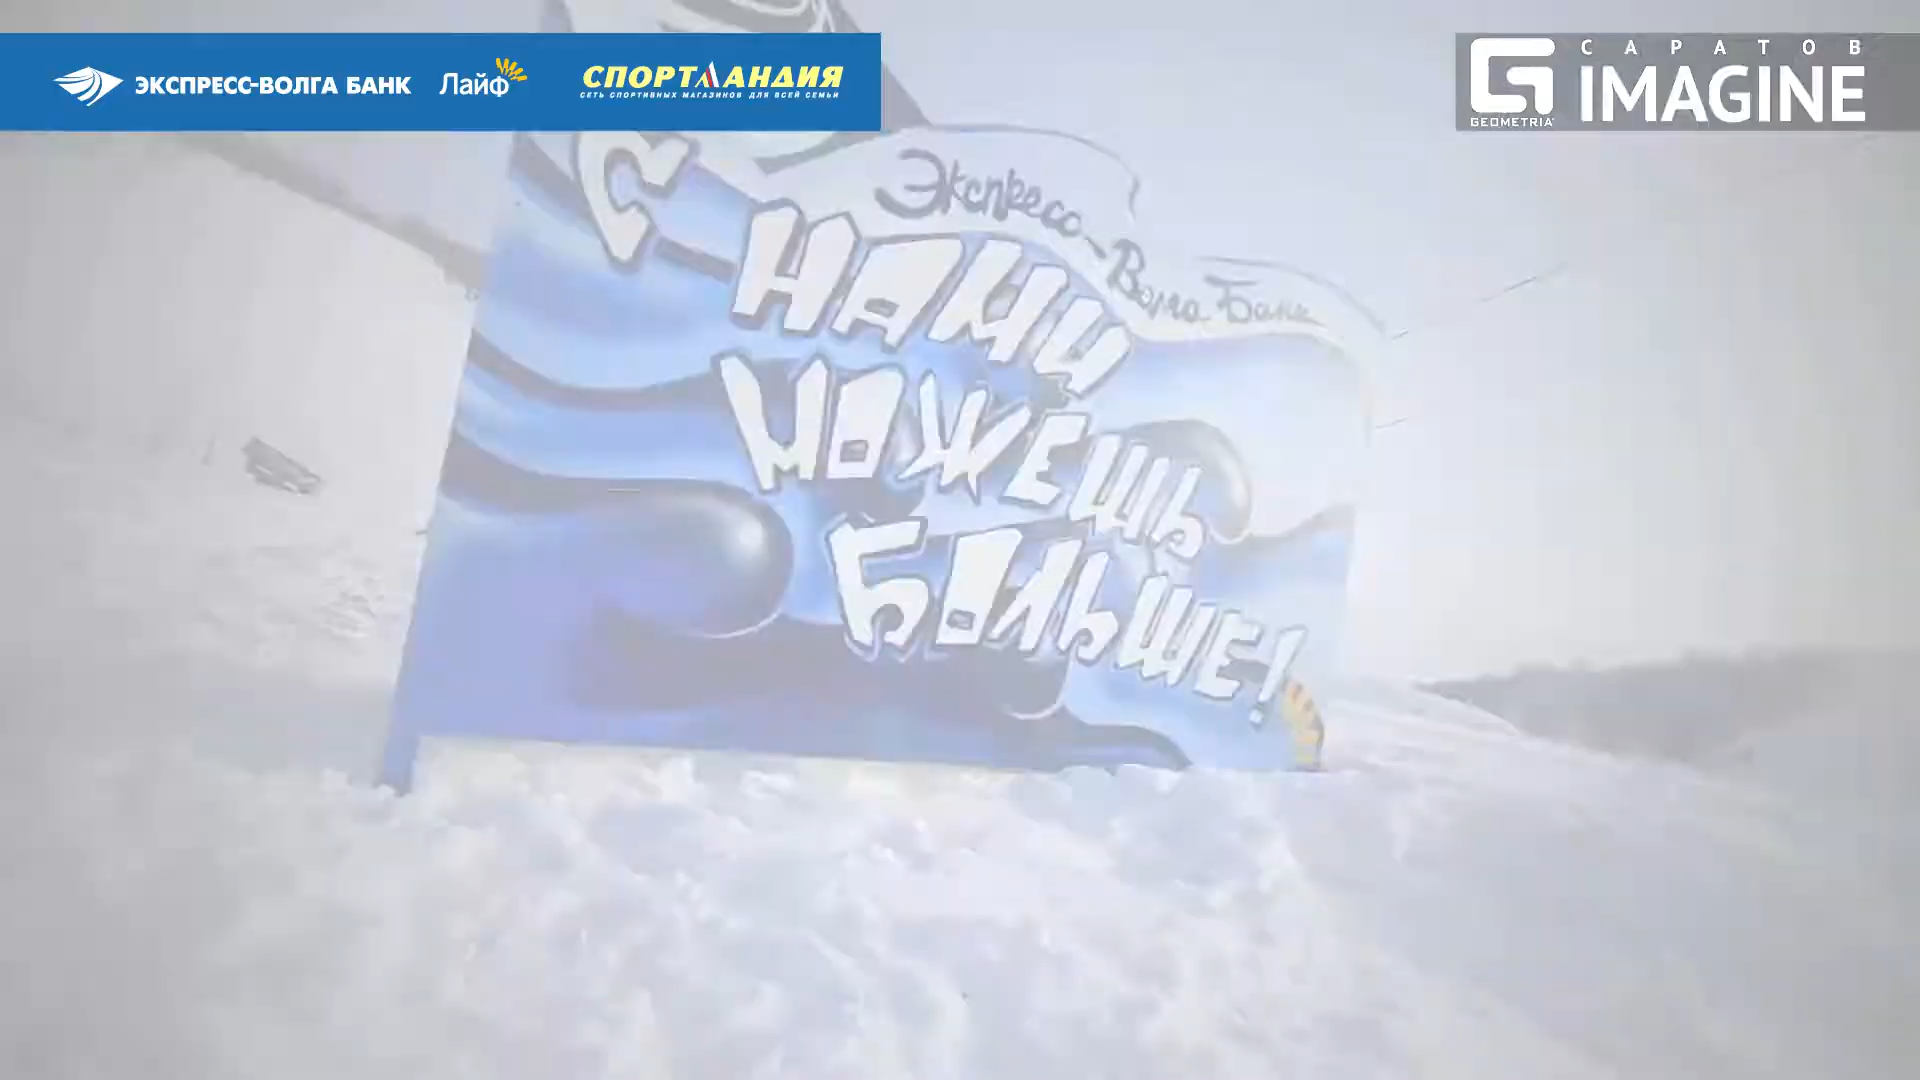 ЭКСПРЕСС-ВОЛГА БАНК Лайф
СПОРТЛАНДИЯ
СЕТЬ СПОРТИВНЫХ МАГАЗИНОВ ДЛЯ ВСЕЙ СЕМЬИ
GEOMETRIA
САРАТОВ
IMAGINE
Экспресс-Волга Банк
С НАМИ
МОЖЕШЬ
БОЛЬШЕ!